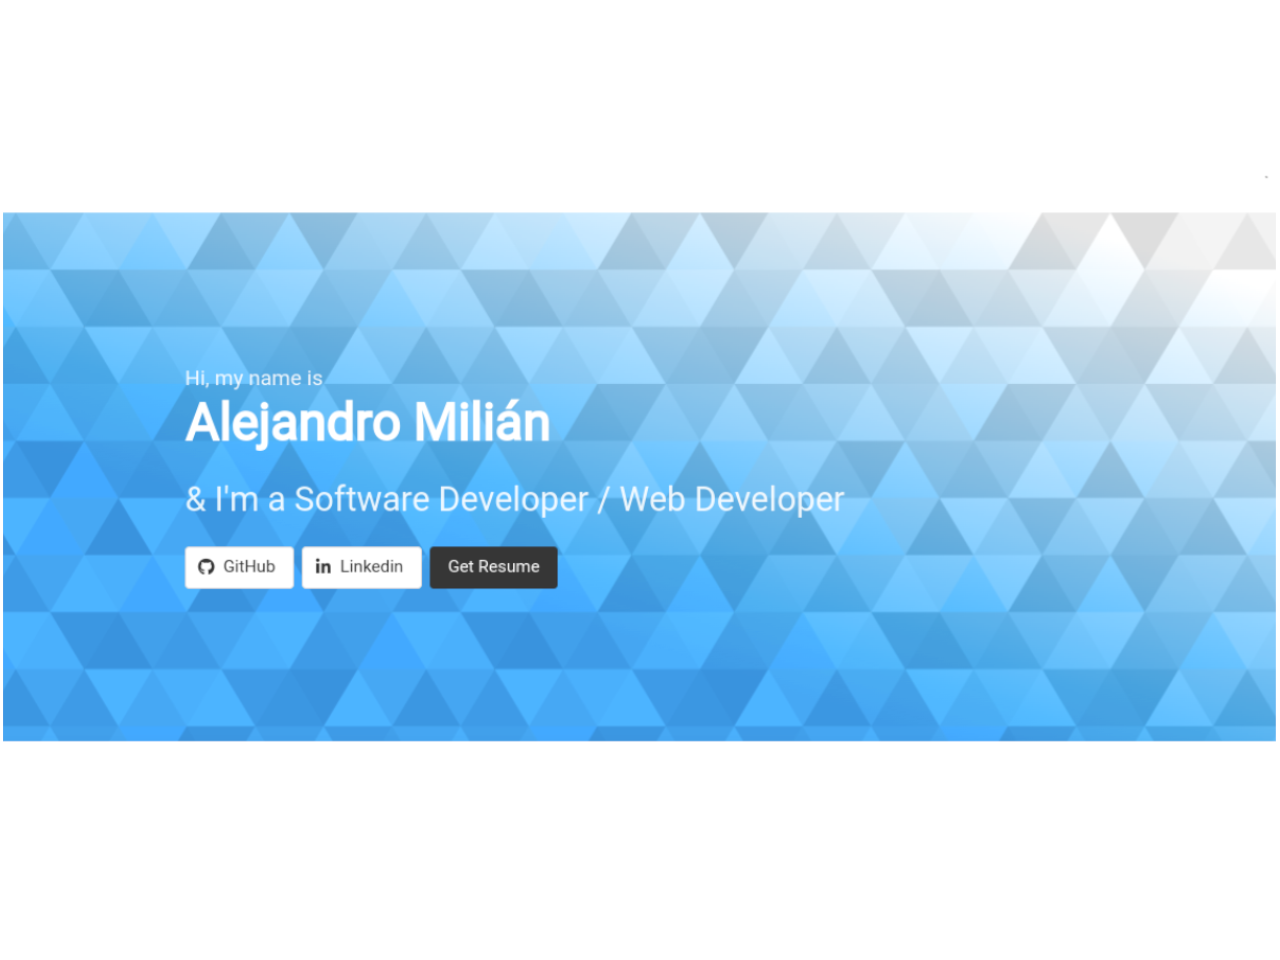 Hi, my name is
Alejandro Milián
& I'm a Software Developer / Web Developer
GitHub Linkedin Get Resume